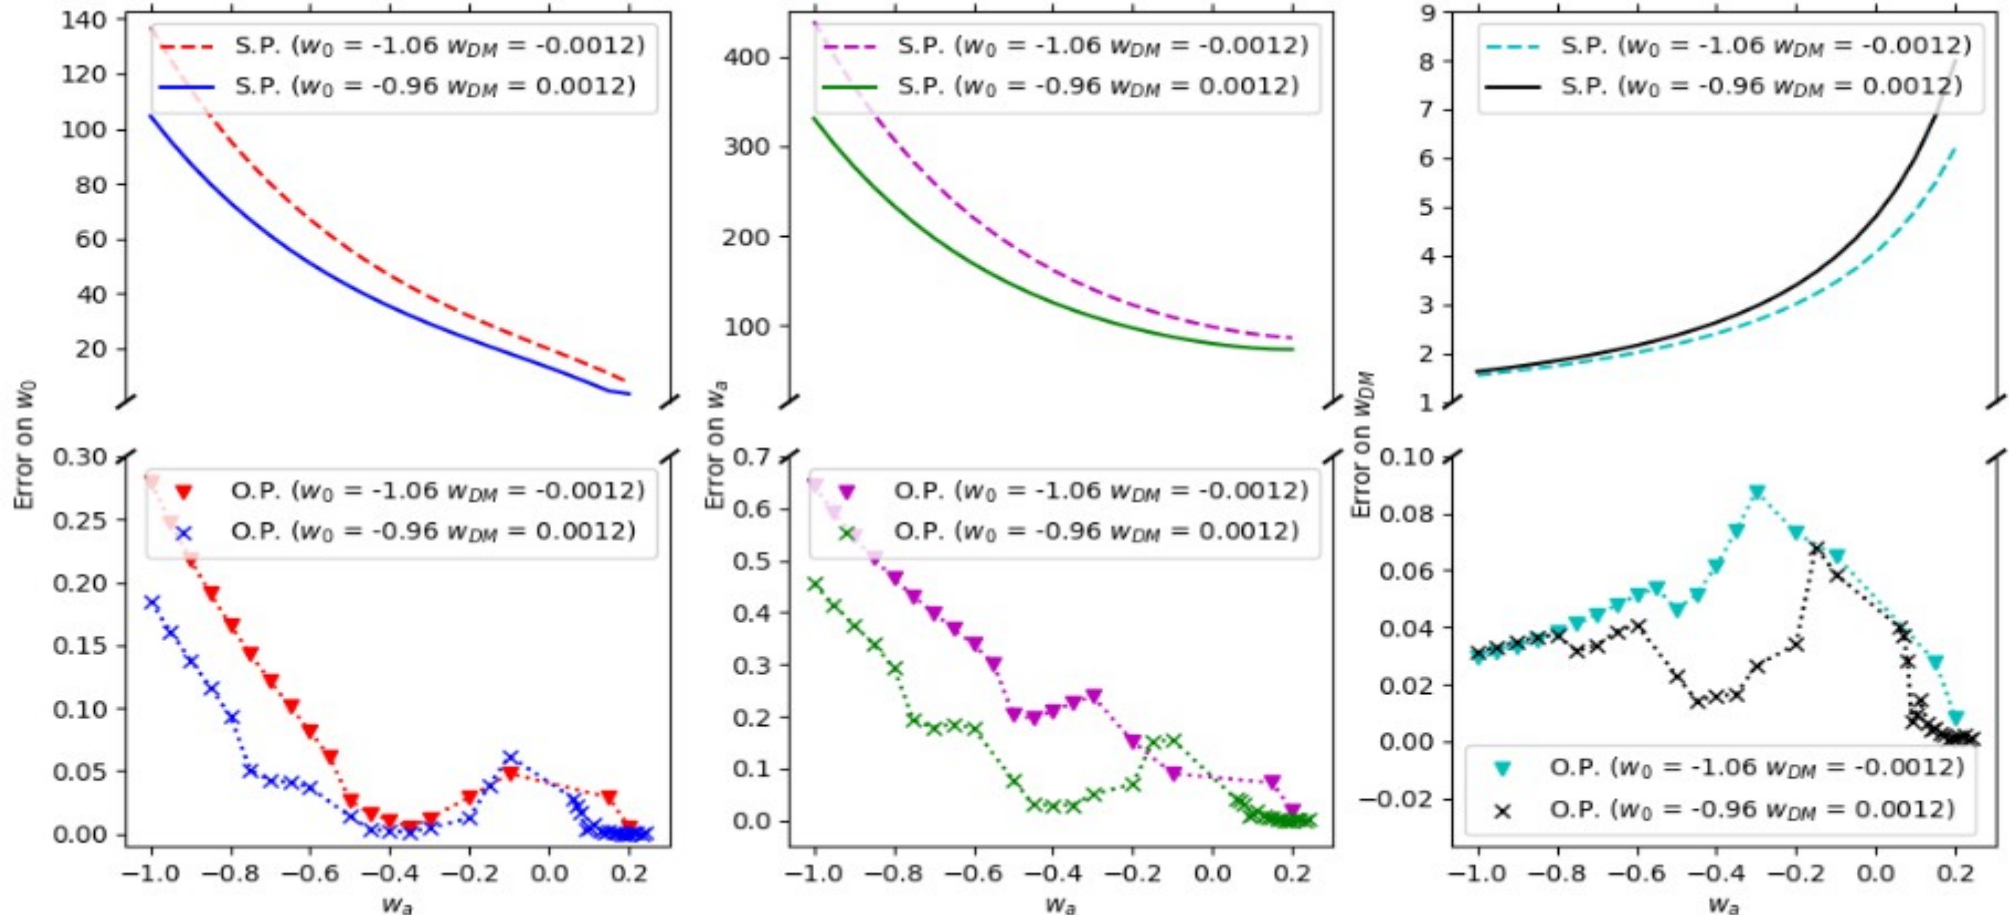 140
120
100
80
60
40
20
Error on w0
S.P. (w0 = -1.06 wDM = -0.0012)
S.P. (w0 = -0.96 wDM = 0.0012)
0.30
0.25
0.20
0.15
0.10
0.05
0.00
O.P. (w0 = -1.06 wDM = -0.0012)
O.P. (w0 = -0.96 wDM = 0.0012)
−1.0 −0.8 −0.6 −0.4 −0.2 0.0 0.2
wa
400
300
200
100
Error on wa
S.P. (w0 = -1.06 wDM = -0.0012)
S.P. (w0 = -0.96 wDM = 0.0012)
0.7
0.6
0.5
0.4
0.3
0.2
0.1
0.0
O.P. (w0 = -1.06 wDM = -0.0012)
O.P. (w0 = -0.96 wDM = 0.0012)
−1.0 −0.8 −0.6 −0.4 −0.2 0.0 0.2
wa
9
8
7
6
5
4
3
2
1
Error on wDM
S.P. (w0 = -1.06 wDM = -0.0012)
S.P. (w0 = -0.96 wDM = 0.0012)
0.10
0.08
0.06
0.04
0.02
0.00
−0.02
O.P. (w0 = -1.06 wDM = -0.0012)
O.P. (w0 = -0.96 wDM = 0.0012)
−1.0 −0.8 −0.6 −0.4 −0.2 0.0 0.2
wa